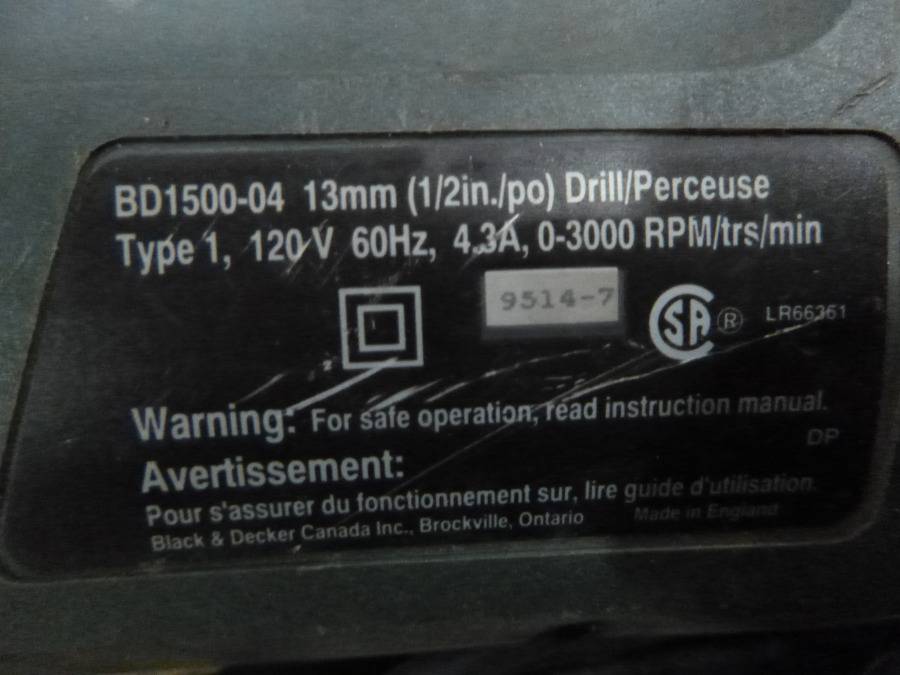 BD1500-04 13mm (1/2in./po) Drill/Perceuse
Type 1, 120 V 60Hz, 4.3A, 0-3000 RPM/trs/min
9514-7
SA ® LR66361
2
Warning: For safe operation, read instruction manual.
DP
Avertissement:
Pour s'assurer du fonctionnement sur, lire guide d'utilisation.
Black & Decker Canada Inc., Brockville, Ontario Made in England